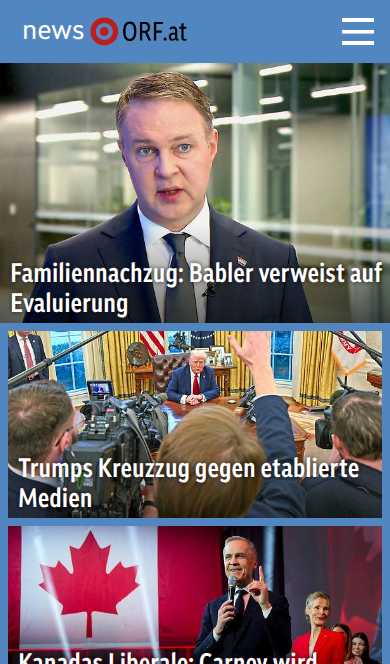 news ORF.at
Familiennachzug: Babler verweist auf
Evaluierung
Trumps Kreuzzug gegen etablierte
Medien
Kanadas Liberale: Carney wird